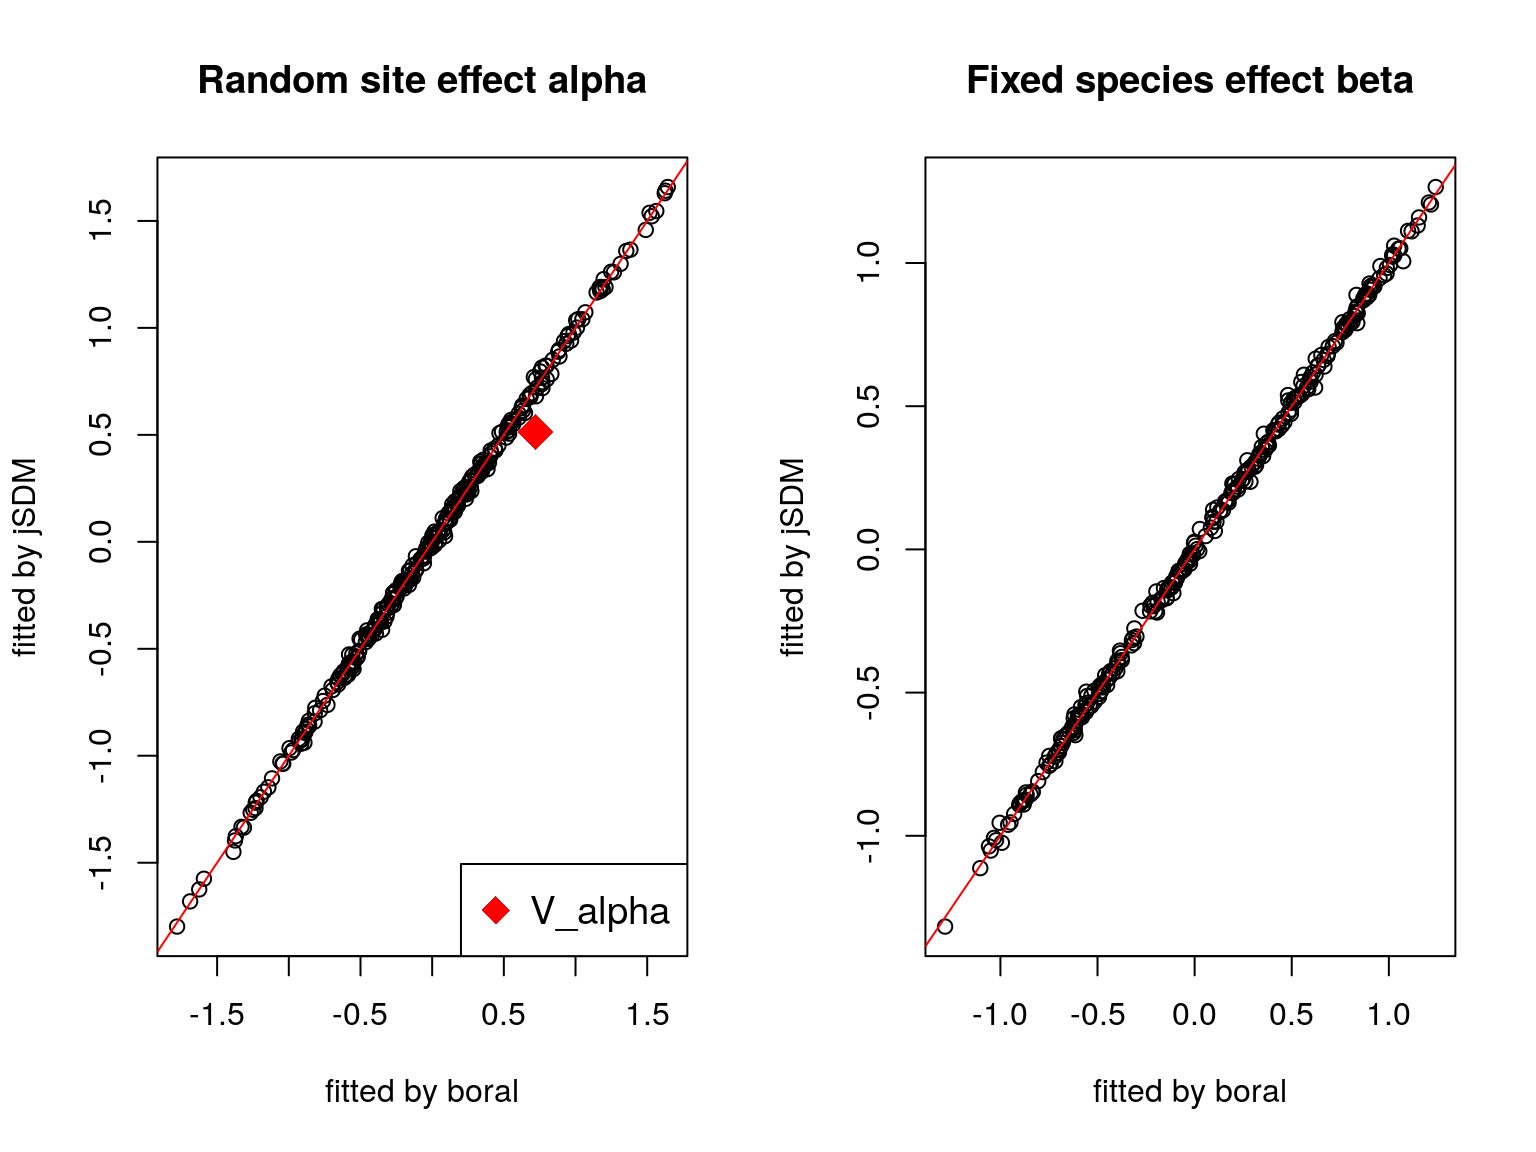 Random site effect alpha
fitted by jSDM
1.5
1.0
0.5
0.0
-0.5
-1.0
-1.5
V_alpha
-1.5 -0.5 0.5 1.5
fitted by boral
Fixed species effect beta
fitted by jSDM
1.0
0.5
0.0
-0.5
-1.0
-1.0 -0.5 0.0 0.5 1.0
fitted by boral